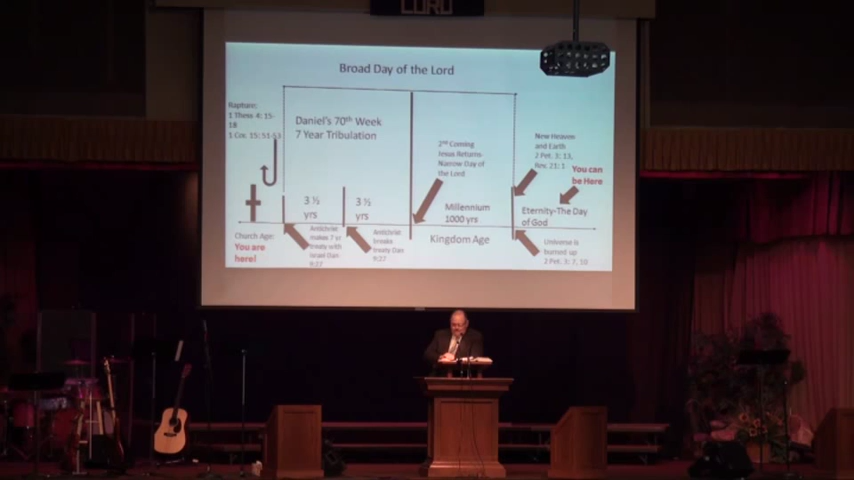 LORD
Broad Day of the Lord
Rapture:
1 Thess. 4: 15-
18
1 Cor. 15: 51-53
Daniel's 70th Week
7 Year Tribulation
2nd Coming
Jesus Returns-
Narrow Day of
the Lord
New Heaven
and Earth
2 Pet. 3: 13,
Rev. 21: 1
You can
be Here
3 ½
yrs
3 ½
yrs
Millennium
1000 yrs
Eternity-The Day
of God
Church Age:
You are
here!
Antichrist
makes 7 yr
treaty with
Israel Dan
9:27
Antichrist
breaks
treaty Dan
9:27
Kingdom Age
Universe is
burned up
2 Pet. 3: 7, 10